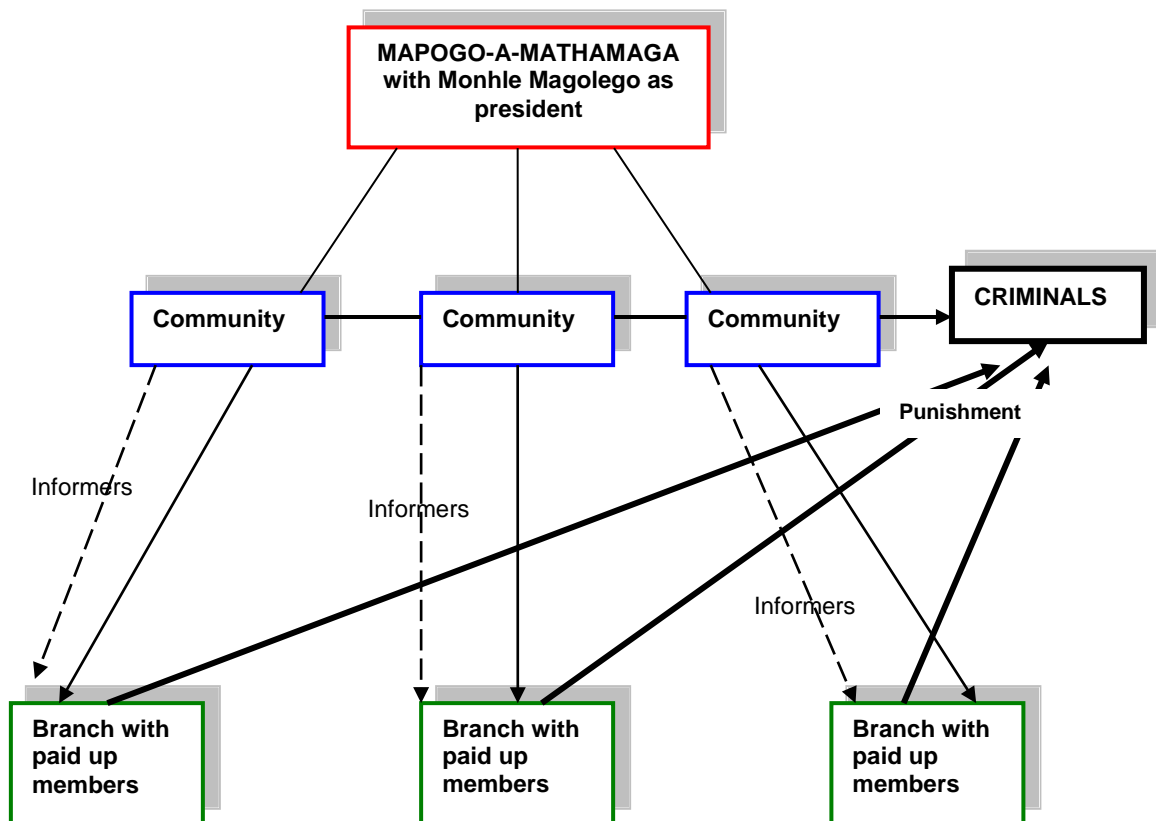 MAPOGO-A-MATHAMAGA
with Monhle Magolego as
president
Community
Community
Community
CRIMINALS
Punishment
Informers
Informers
Informers
Branch with
paid up
members
Branch with
paid up
members
Branch with
paid up
members